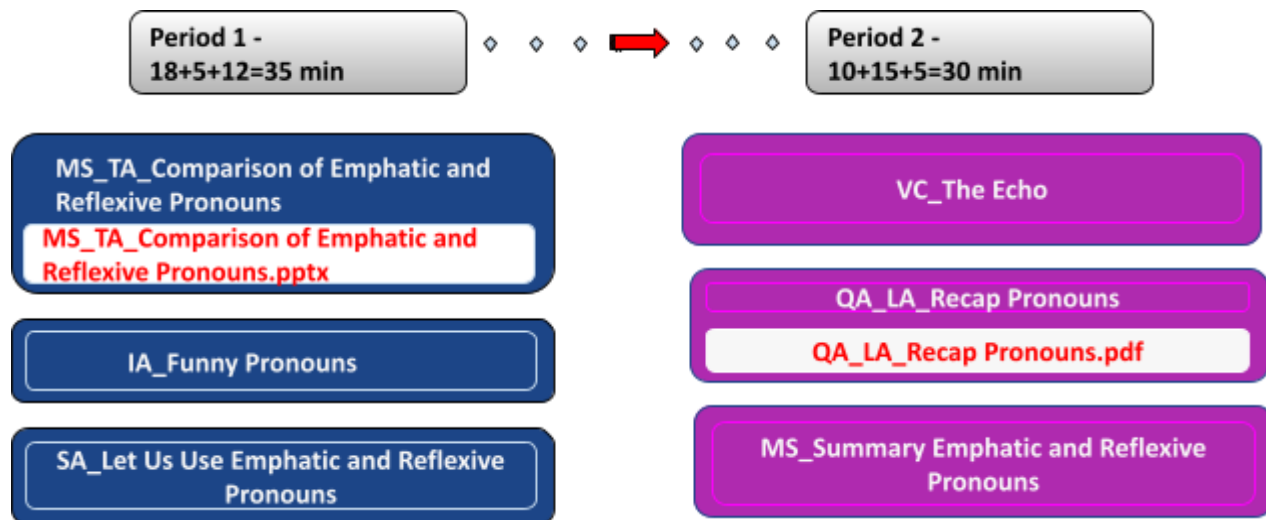 Period 1 -
18+5+12=35 min
Period 2 -
10+15+5=30 min
MS_TA_Comparison of Emphatic and
Reflexive Pronouns
MS_TA_Comparison of Emphatic and
Reflexive Pronouns.pptx
IA_Funny Pronouns
SA_Let Us Use Emphatic and Reflexive
Pronouns
VC_The Echo
QA_LA_Recap Pronouns
QA_LA_Recap Pronouns.pdf
MS_Summary Emphatic and Reflexive
Pronouns